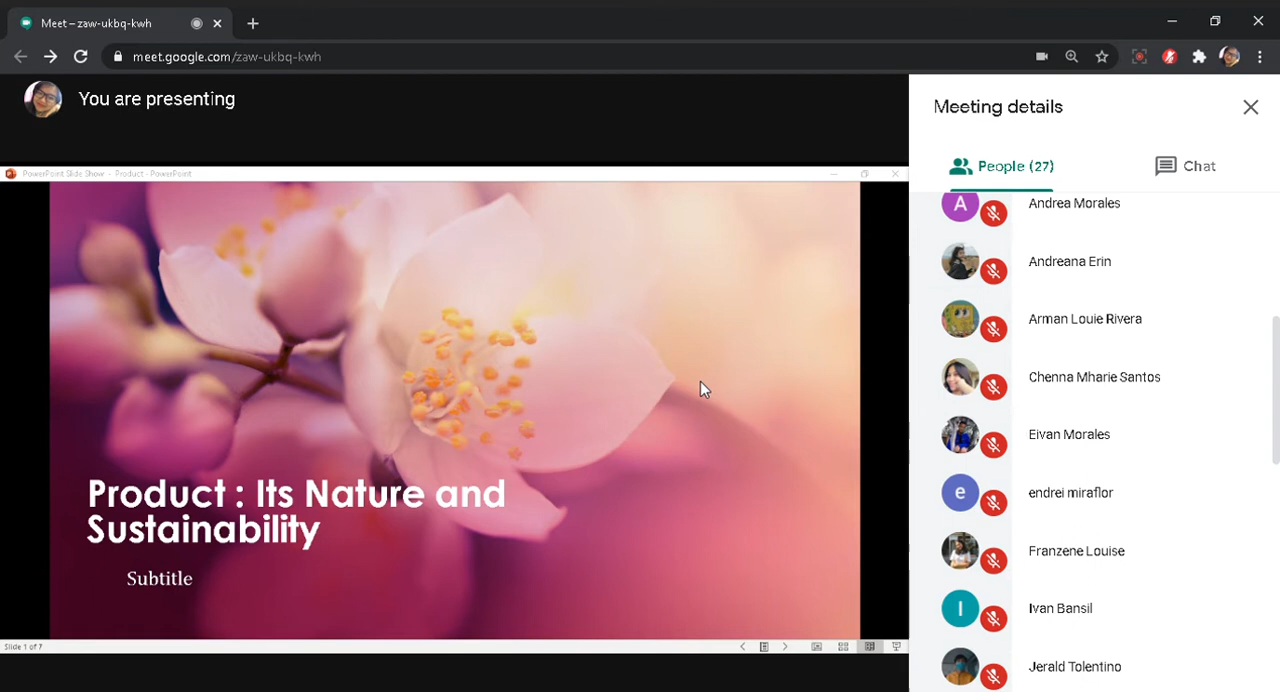 Meet – zaw-ukbq-kwh
meet.google.com/zaw-ukbq-kwh
You are presenting
Meeting details
People (27)
Chat
PowerPoint Slide Show - Product - PowerPoint
Product : Its Nature and
Sustainability
Subtitle
Slide 1 of 7
A
Andrea Morales
Andreana Erin
Arman Louie Rivera
Chenna Mharie Santos
Eivan Morales
e
endrei miraflor
Franzene Louise
I
Ivan Bansil
Jerald Tolentino